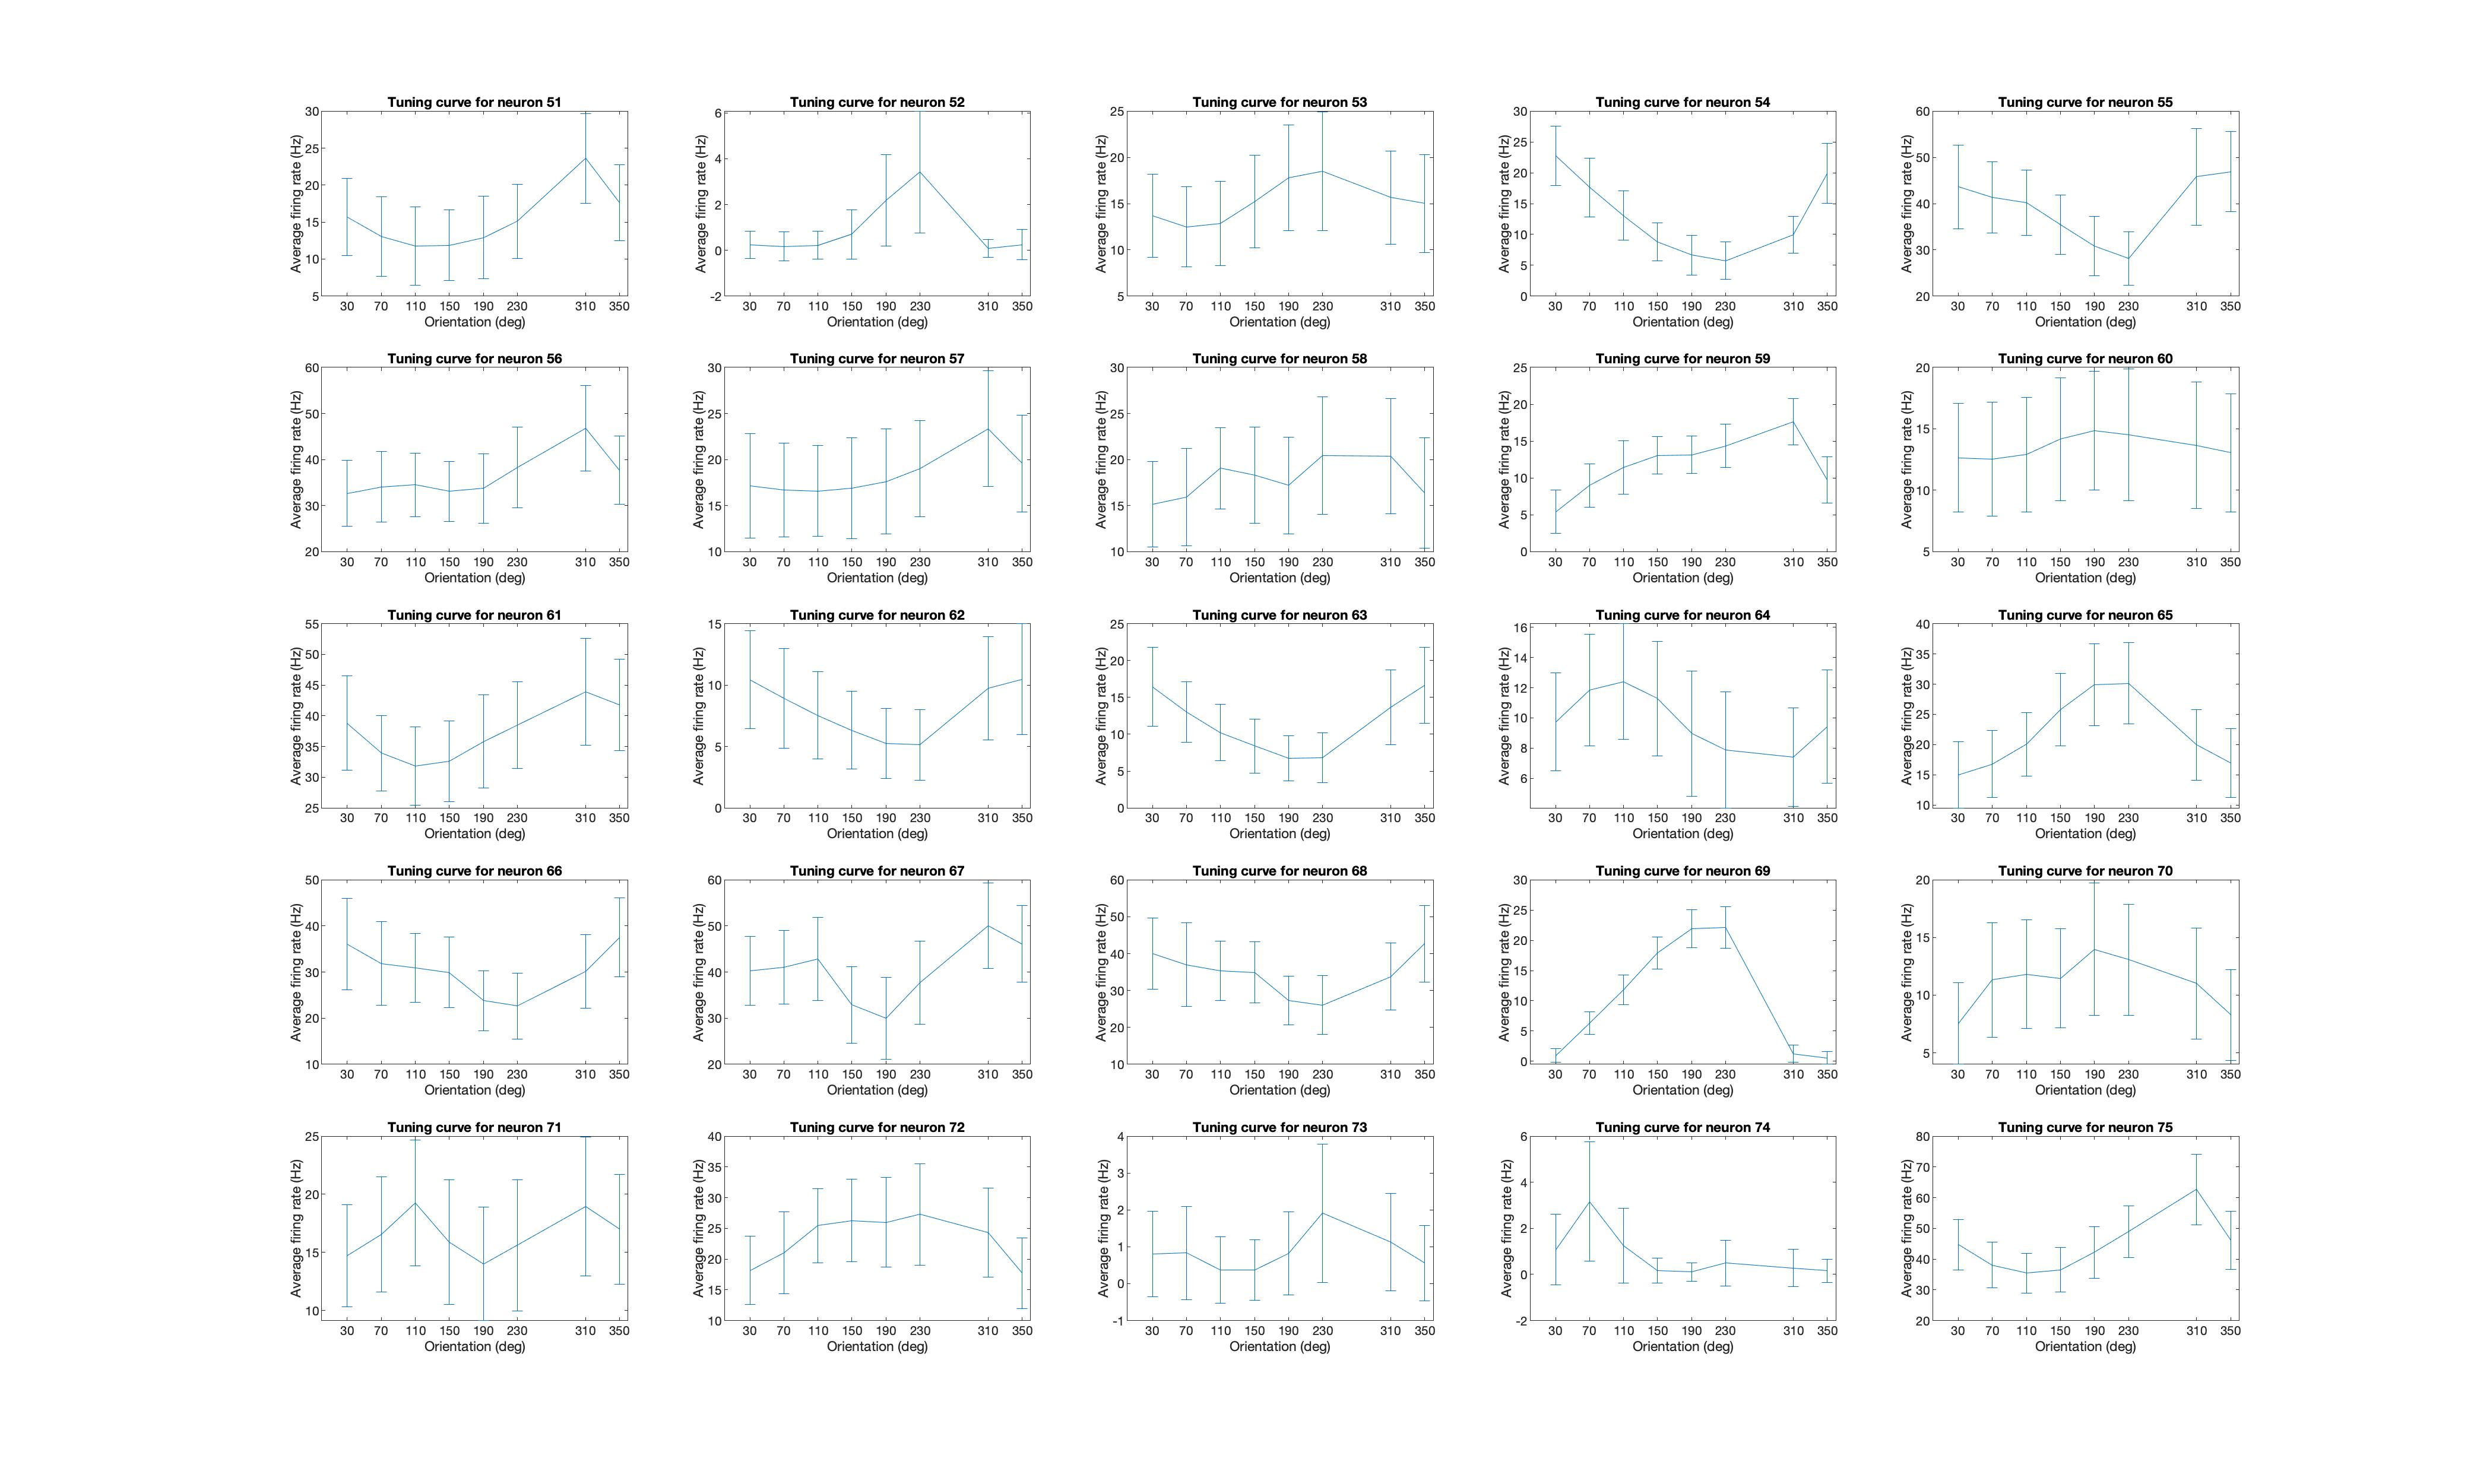 Tuning curve for neuron 51
Average firing rate (Hz)
30
25
20
15
10
5
30 70 110 150 190 230 310 350
Orientation (deg)
Tuning curve for neuron 52
Average firing rate (Hz)
6
4
2
0
-2
30 70 110 150 190 230 310 350
Orientation (deg)
Tuning curve for neuron 53
Average firing rate (Hz)
25
20
15
10
5
30 70 110 150 190 230 310 350
Orientation (deg)
Tuning curve for neuron 54
Average firing rate (Hz)
30
25
20
15
10
5
0
30 70 110 150 190 230 310 350
Orientation (deg)
Tuning curve for neuron 55
Average firing rate (Hz)
60
50
40
30
20
30 70 110 150 190 230 310 350
Orientation (deg)
Tuning curve for neuron 56
Average firing rate (Hz)
60
50
40
30
20
30 70 110 150 190 230 310 350
Orientation (deg)
Tuning curve for neuron 57
Average firing rate (Hz)
30
25
20
15
10
30 70 110 150 190 230 310 350
Orientation (deg)
Tuning curve for neuron 58
Average firing rate (Hz)
30
25
20
15
10
30 70 110 150 190 230 310 350
Orientation (deg)
Tuning curve for neuron 59
Average firing rate (Hz)
25
20
15
10
5
0
30 70 110 150 190 230 310 350
Orientation (deg)
Tuning curve for neuron 60
Average firing rate (Hz)
20
15
10
5
30 70 110 150 190 230 310 350
Orientation (deg)
Tuning curve for neuron 61
Average firing rate (Hz)
55
50
45
40
35
30
25
30 70 110 150 190 230 310 350
Orientation (deg)
Tuning curve for neuron 62
Average firing rate (Hz)
15
10
5
0
30 70 110 150 190 230 310 350
Orientation (deg)
Tuning curve for neuron 63
Average firing rate (Hz)
25
20
15
10
5
0
30 70 110 150 190 230 310 350
Orientation (deg)
Tuning curve for neuron 64
Average firing rate (Hz)
16
14
12
10
8
6
30 70 110 150 190 230 310 350
Orientation (deg)
Tuning curve for neuron 65
Average firing rate (Hz)
40
35
30
25
20
15
10
30 70 110 150 190 230 310 350
Orientation (deg)
Tuning curve for neuron 66
Average firing rate (Hz)
50
40
30
20
10
30 70 110 150 190 230 310 350
Orientation (deg)
Tuning curve for neuron 67
Average firing rate (Hz)
60
50
40
30
20
30 70 110 150 190 230 310 350
Orientation (deg)
Tuning curve for neuron 68
Average firing rate (Hz)
60
50
40
30
20
10
30 70 110 150 190 230 310 350
Orientation (deg)
Tuning curve for neuron 69
Average firing rate (Hz)
30
25
20
15
10
5
0
30 70 110 150 190 230 310 350
Orientation (deg)
Tuning curve for neuron 70
Average firing rate (Hz)
20
15
10
5
30 70 110 150 190 230 310 350
Orientation (deg)
Tuning curve for neuron 71
Average firing rate (Hz)
25
20
15
10
30 70 110 150 190 230 310 350
Orientation (deg)
Tuning curve for neuron 72
Average firing rate (Hz)
40
35
30
25
20
15
10
30 70 110 150 190 230 310 350
Orientation (deg)
Tuning curve for neuron 73
Average firing rate (Hz)
4
3
2
1
0
-1
30 70 110 150 190 230 310 350
Orientation (deg)
Tuning curve for neuron 74
Average firing rate (Hz)
6
4
2
0
-2
30 70 110 150 190 230 310 350
Orientation (deg)
Tuning curve for neuron 75
Average firing rate (Hz)
80
70
60
50
40
30
20
30 70 110 150 190 230 310 350
Orientation (deg)